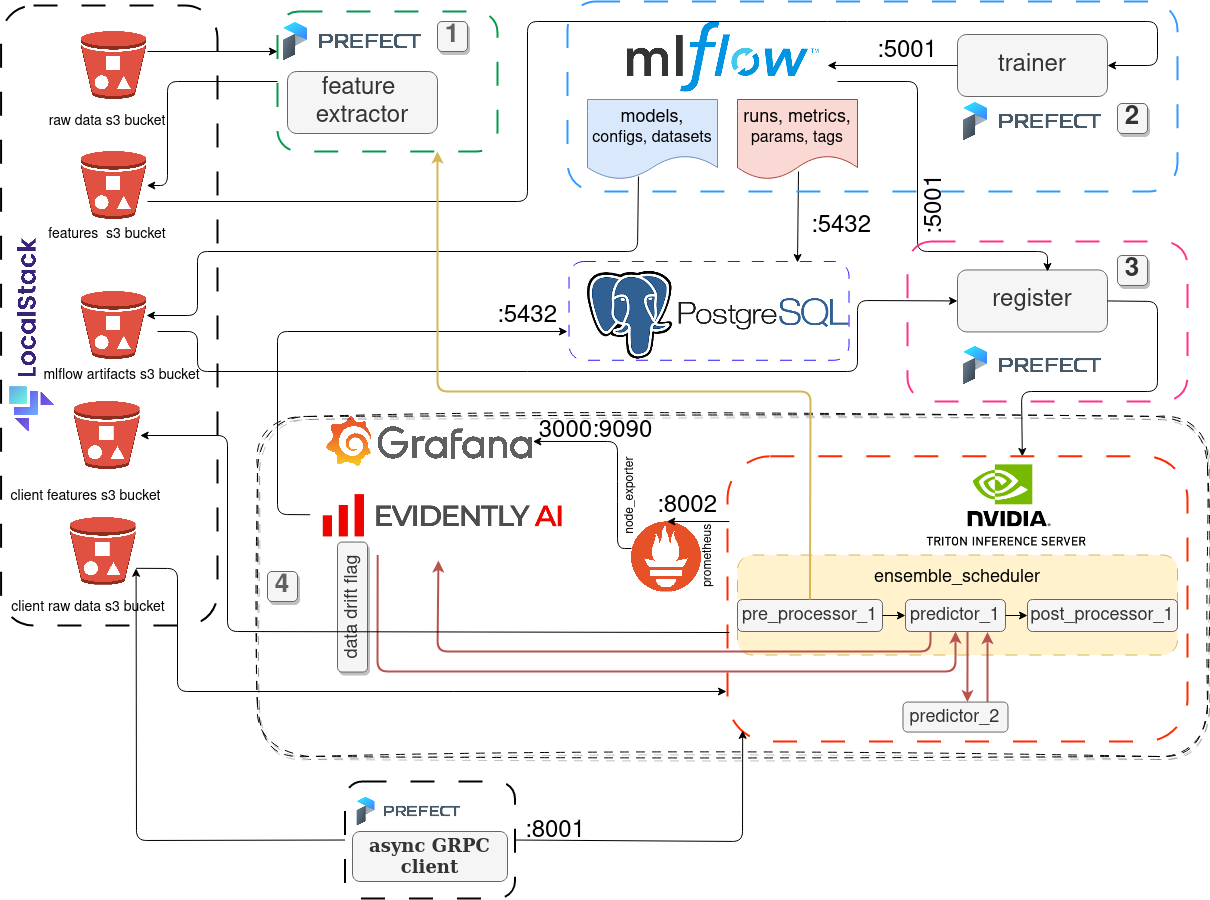 PREFECT
1
feature
extractor
raw data s3 bucket
features  s3 bucket
LocalStack
mlflow artifacts s3 bucket
client features s3 bucket
client raw data s3 bucket
mlflow™
:5001
trainer
PREFECT
2
models,
configs, datasets
runs, metrics,
params, tags
:5432
:5001
3
register
PREFECT
PostgreSQL
:5432
Grafana
3000:9090
node_exporter
EVIDENTLY AI
:8002
prometheus
4
data drift flag
NVIDIA.
TRITON INFERENCE SERVER
ensemble_scheduler
pre_processor_1
predictor_1
post_processor_1
predictor_2
PREFECT
async GRPC
client
:8001